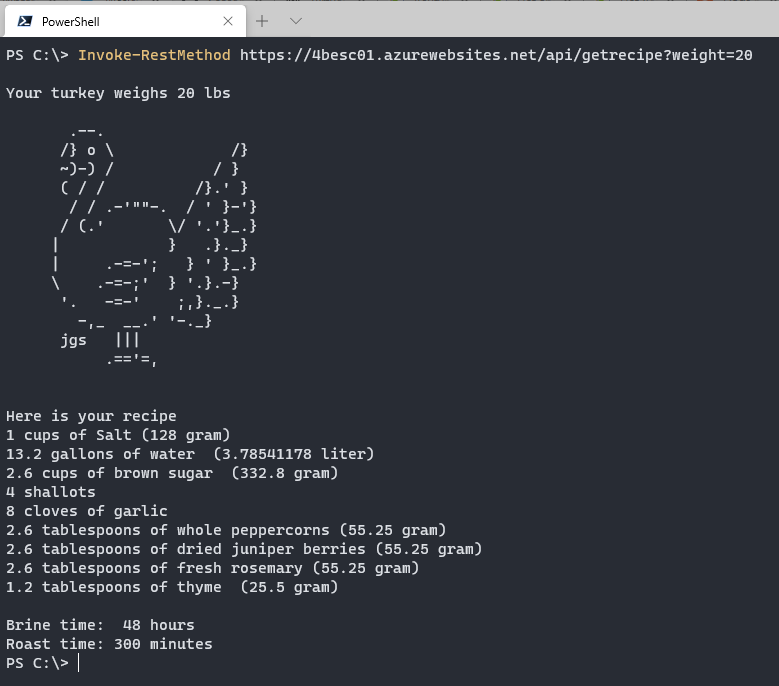 PowerShell
PS C:\> Invoke-RestMethod https://4besc01.azurewebsites.net/api/getrecipe?weight=20
Your turkey weighs 20 lbs
        .--.
       /} o \             /}
       ~)-) /           / }
       ( / /          /}.' }
        / / .-'""-.  / ' }-'}
       / (.'       \/ '.'}_.}
      |            }   .}._}
      |     .-=-';   } ' }_.}
      \    .-=-;'  } '.}.-}
       '.   -=-'    ;,}._.}
         -,_  __.' '-._}
       jgs   |||
            .=='=,
Here is your recipe
1 cups of Salt (128 gram)
13.2 gallons of water  (3.78541178 liter)
2.6 cups of brown sugar  (332.8 gram)
4 shallots
8 cloves of garlic
2.6 tablespoons of whole peppercorns (55.25 gram)
2.6 tablespoons of dried juniper berries (55.25 gram)
2.6 tablespoons of fresh rosemary (55.25 gram)
1.2 tablespoons of thyme  (25.5 gram)
Brine time:  48 hours
Roast time: 300 minutes
PS C:\>